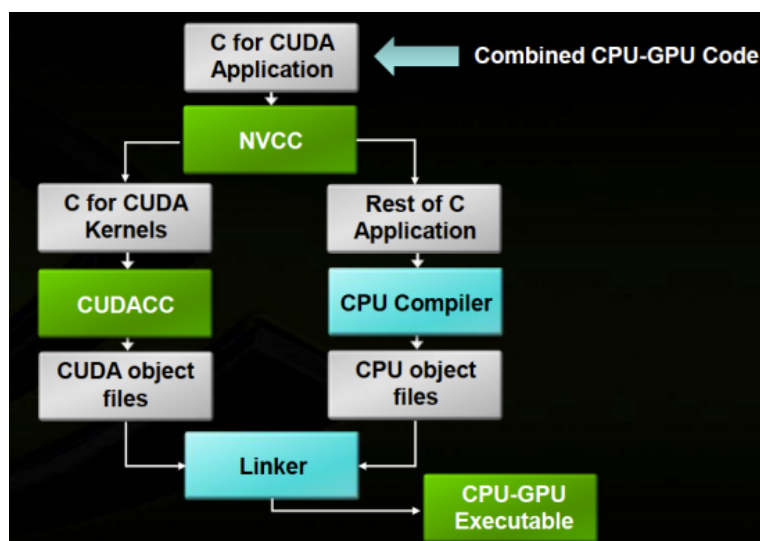 C for CUDA
Application
Combined CPU-GPU Code
NVCC
C for CUDA
Kernels
Rest of C
Application
CUDACC
CPU Compiler
CUDA object
files
CPU object
files
Linker
CPU-GPU
Executable